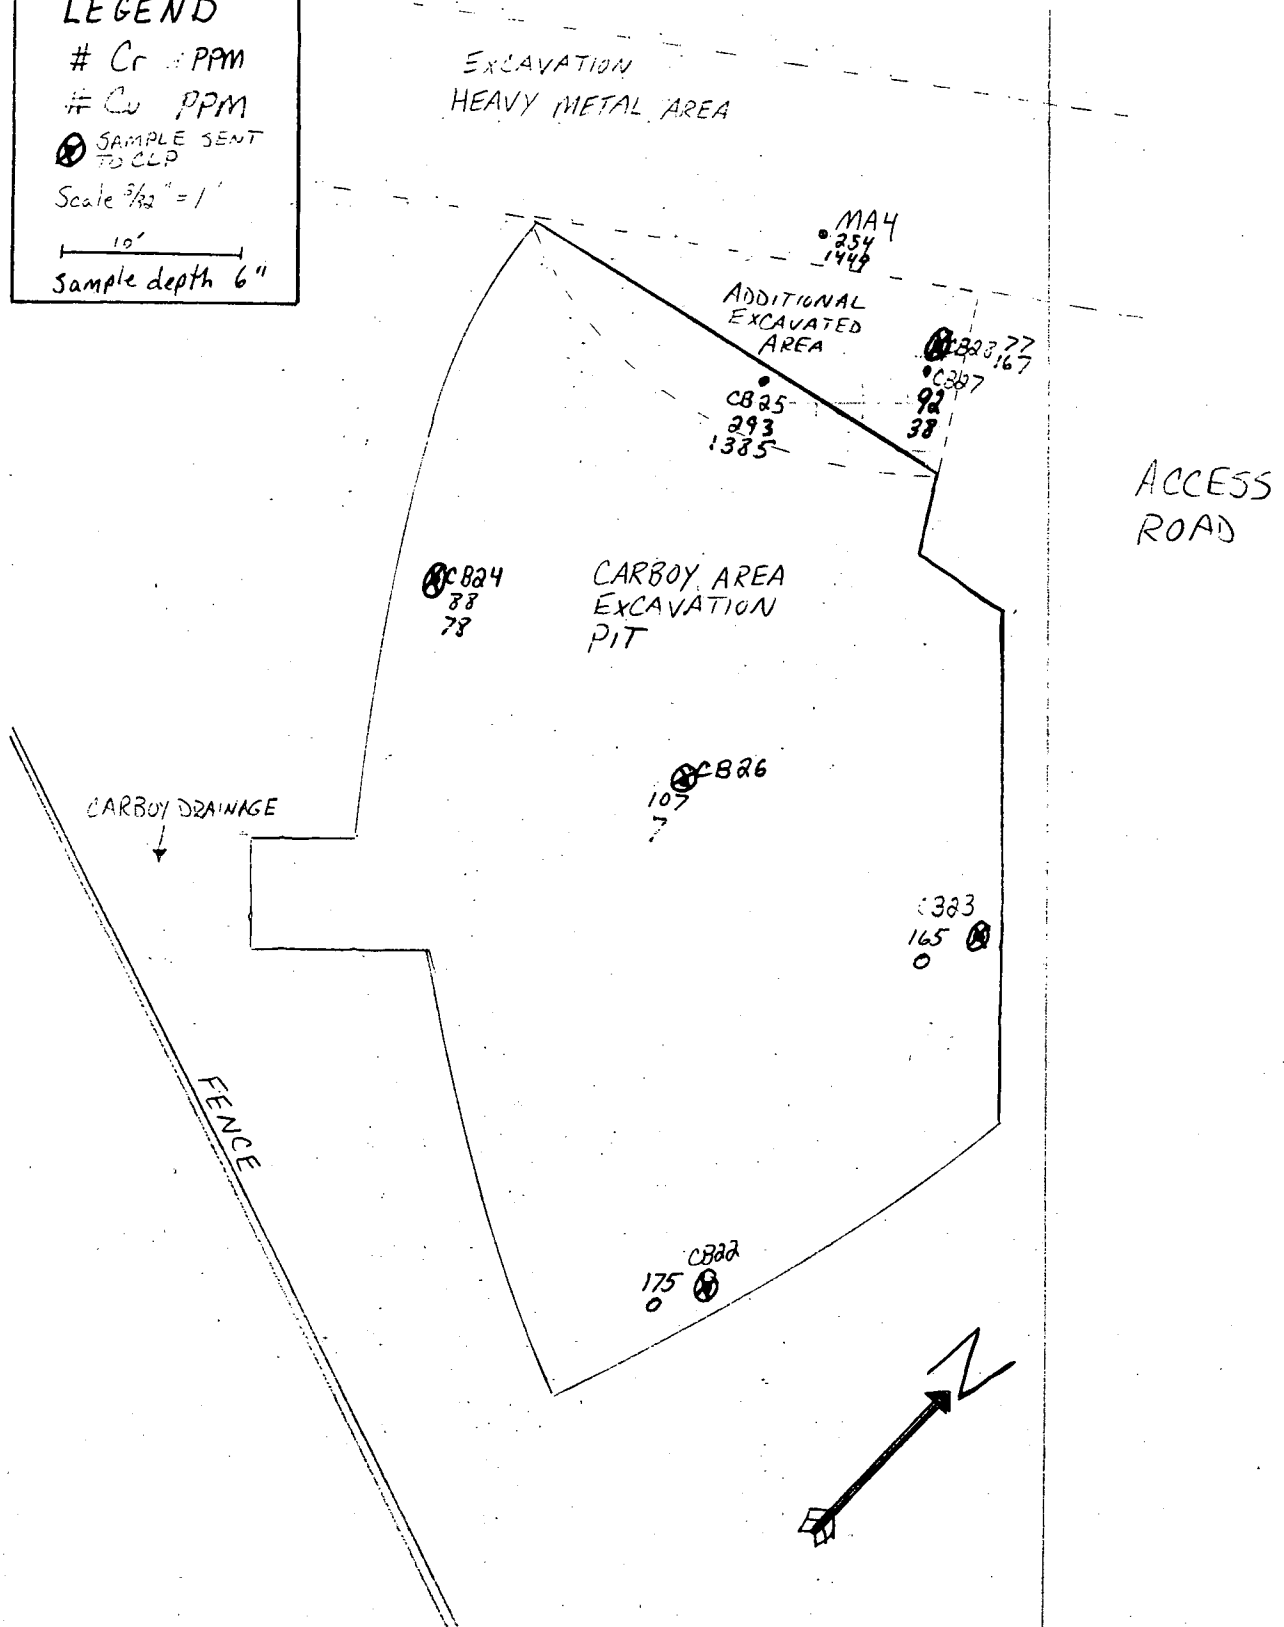 LEGEND
# Cr PPM
# Cu PPM
SAMPLE SENT
TO CLP
Scale 3/32" = 1'
10'
Sample depth 6"
EXCAVATION
HEAVY METAL AREA
MA4
254
1449
ADDITIONAL
EXCAVATED
AREA
CB28 77
167
CB27
92
38
CB25
293
1385
ACCESS
ROAD
CB24
88
78
CARBOY AREA
EXCAVATION
PIT
CB26
107
?
CARBOY DRAINAGE
CB23
165
0
FENCE
CB22
175
0
N